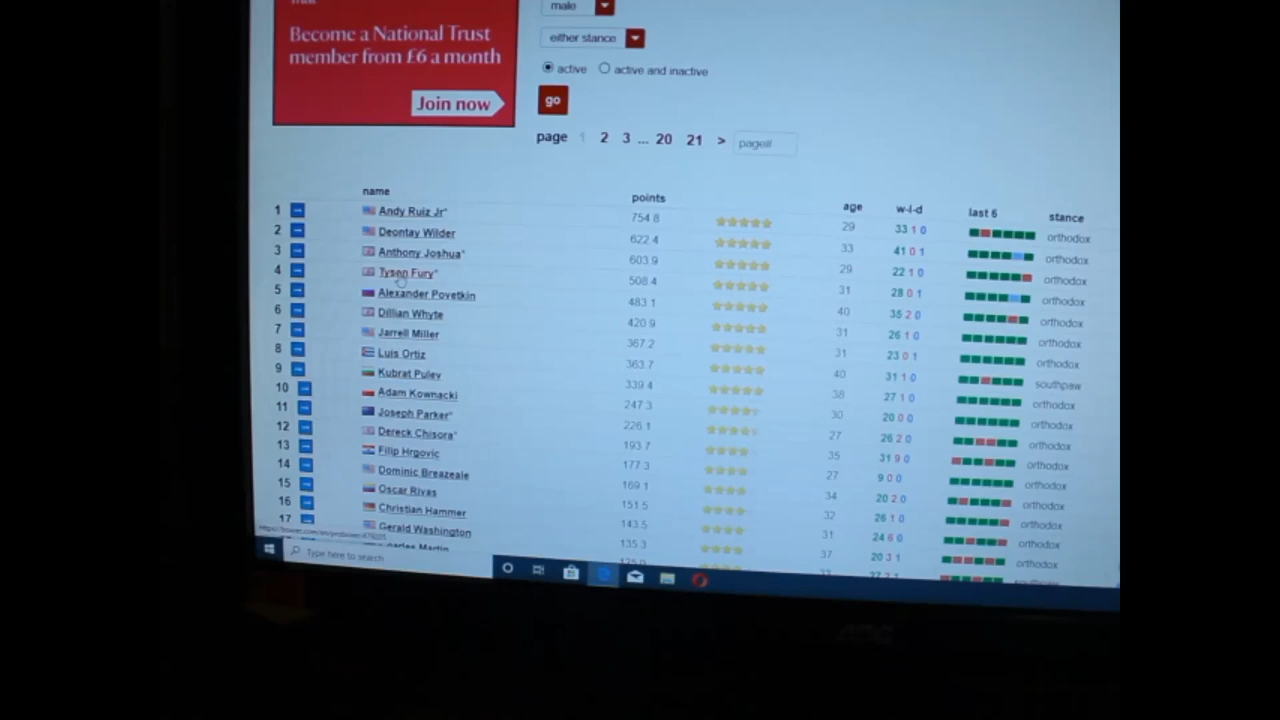 Become a National Trust
member from £6 a month
Join now
male
either stance
active active and inactive
go
page 1 2 3 ... 20 21 > page#
name points age w-l-d last 6 stance
1 Andy Ruiz Jr* 754.8 29 33 1 0 orthodox
2 Deontay Wilder 622.4 33 41 0 1 orthodox
3 Anthony Joshua* 603.9 29 22 1 0 orthodox
4 Tyson Fury* 508.4 31 28 0 1 orthodox
5 Alexander Povetkin 483.1 40 35 2 0 orthodox
6 Dillian Whyte 420.9 31 26 1 0 orthodox
7 Jarrell Miller 367.2 31 23 0 1 orthodox
8 Luis Ortiz 363.7 40 31 1 0 southpaw
9 Kubrat Pulev 339.4 38 27 1 0 orthodox
10 Adam Kownacki 247.3 30 20 0 0 orthodox
11 Joseph Parker* 226.1 27 26 2 0 orthodox
12 Dereck Chisora* 193.7 35 31 9 0 orthodox
13 Filip Hrgovic 177.3 27 9 0 0 orthodox
14 Dominic Breazeale 169.1 34 20 2 0 orthodox
15 Oscar Rivas 151.5 32 26 1 0 orthodox
16 Christian Hammer 143.5 31 24 6 0 orthodox
17 Gerald Washington 135.3 37 20 3 1 orthodox
Charles Martin
Type here to search
AOC